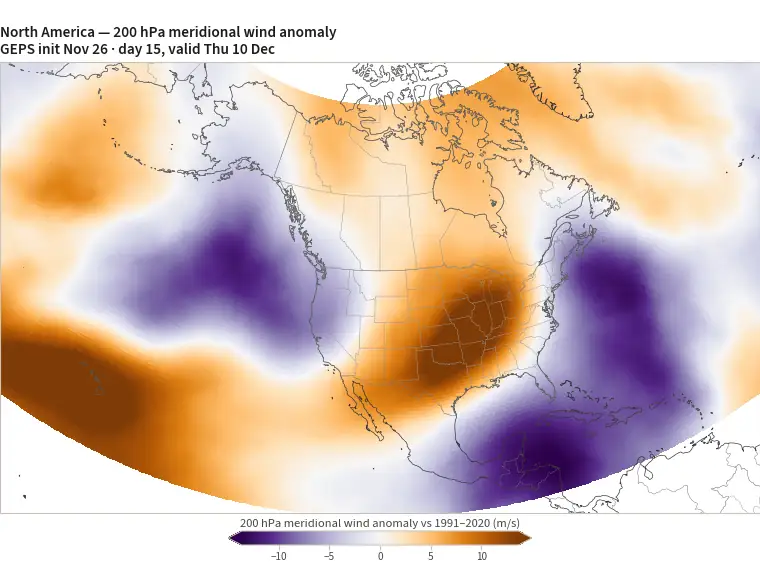 North America — 200 hPa meridional wind anomaly
GEPS init Nov 26 · day 15, valid Thu 10 Dec
200 hPa meridional wind anomaly vs 1991–2020 (m/s)
−10 −5 0 5 10